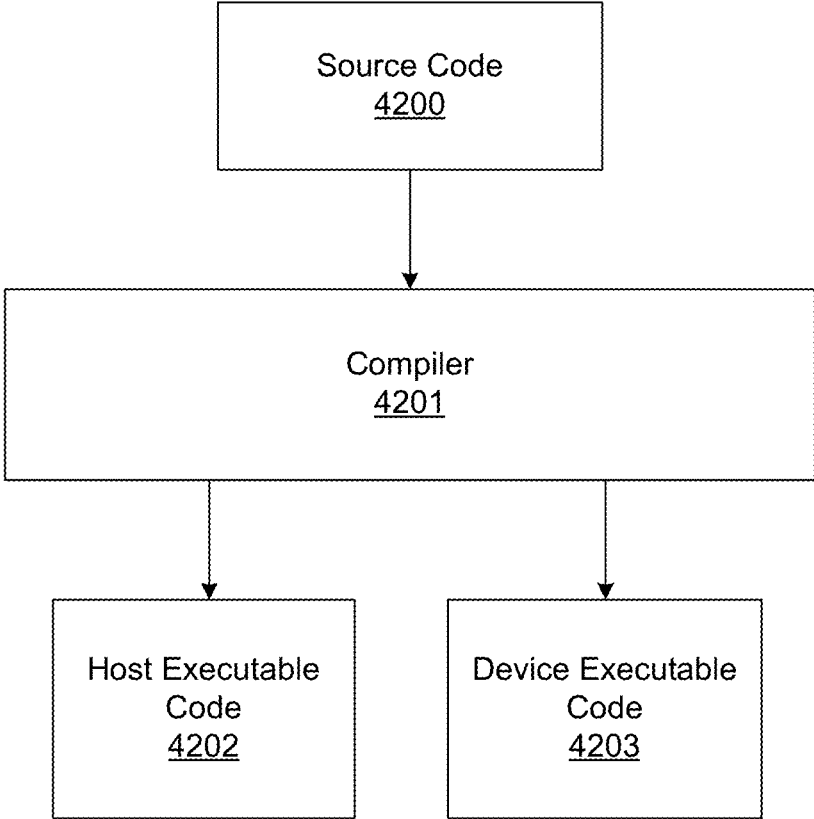 Source Code
4200
Compiler
4201
Host Executable
Code
4202
Device Executable
Code
4203